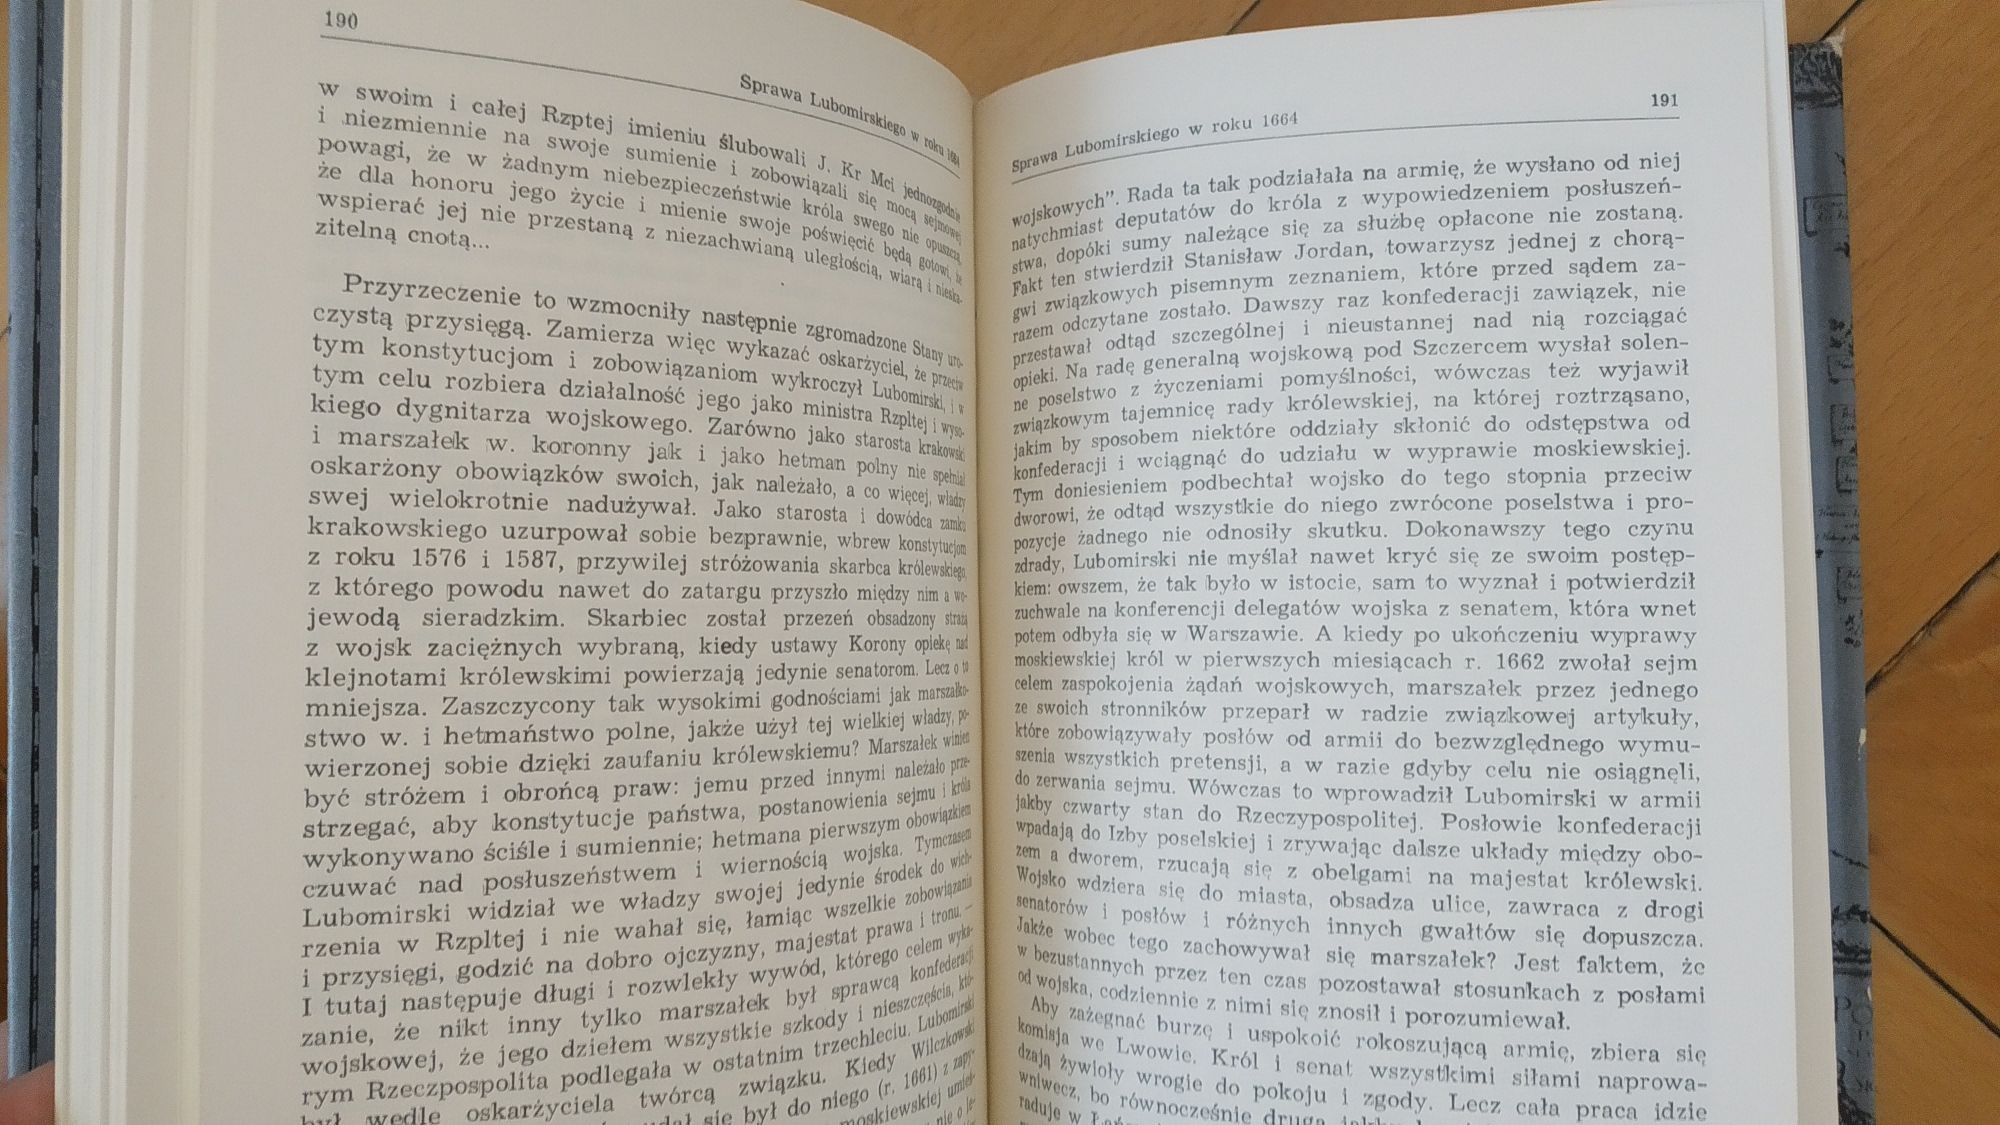 190
Sprawa Lubomirskiego w roku 1664
w swoim i całej Rzptej imieniu ślubowali J. Kr Mci jednozgodnie
i niezmiennie na swoje sumienie i zobowiązali się mocą sejmowej
powagi, że w żadnym niebezpieczeństwie króla swego nie opuszczą,
że dla honoru jego życie i mienie swoje poświęcić będą gotowi, że
wspierać jej nie przestaną z niezachwianą uległością, wiarą i nieska-
zitelną cnotą...
Przyrzeczenie to wzmocniły następnie zgromadzone Stany uro-
czystą przysięgą. Zamierza więc wykazać oskarżyciel, że przeciw
tym konstytucjom i zobowiązaniom wykroczył Lubomirski, i w
tym celu rozbiera działalność jego jako ministra Rzpltej i wyso-
kiego dygnitarza wojskowego. Zarówno jako starosta krakowski
i marszałek w. koronny jak i jako hetman polny nie spełniał
oskarżony obowiązków swoich, jak należało, a co więcej, władzy
swej wielokrotnie nadużywał. Jako starosta i dowódca zamku
krakowskiego uzurpował sobie bezprawnie, wbrew konstytucjom
z roku 1576 i 1587, przywilej stróżowania skarbca królewskiego,
z którego powodu nawet do zatargu przyszło między nim a wo-
jewodą sieradzkim. Skarbiec został przezeń obsadzony strażą
z wojsk zaciężnych wybraną, kiedy ustawy Korony opiekę nad
klejnotami królewskimi powierzają jedynie senatorom. Lecz o to
mniejsza. Zaszczycony tak wysokimi godnościami jak marszałko-
stwo w. i hetmaństwo polne, jakże użył tej wielkiej władzy, po-
wierzonej sobie dzięki zaufaniu królewskiemu? Marszałek winien
być stróżem i obrońcą praw: jemu przed innymi należało prze-
strzegać, aby konstytucje państwa, postanowienia sejmu i króla
wykonywano ściśle i sumiennie; hetmana pierwszym obowiązkiem
czuwać nad posłuszeństwem i wiernością wojska. Tymczasem
Lubomirski widział we władzy swojej jedynie środek do wich-
rzenia w Rzpltej i nie wahał się, łamiąc wszelkie zobowiązania
i przysięgi, godzić na dobro ojczyzny, majestat prawa i tronu. —
I tutaj następuje długi i rozwlekły wywód, którego celem wyka-
zanie, że nikt inny tylko marszałek był sprawcą konfederacji
wojskowej, że jego dziełem wszystkie szkody i nieszczęścia, któ-
rym Rzeczpospolita podlegała w ostatnim trzechleciu. Lubomirski
był wedle oskarżyciela twórcą związku. Kiedy Wilczkowski
się był do niego (r. 1661) z zapy-
moskiewskiej
191
Sprawa Lubomirskiego w roku 1664
wojskowych”. Rada ta tak podziałała na armię, że wysłano od niej
natychmiast deputatów do króla z wypowiedzeniem posłuszeń-
stwa, dopóki sumy należące się za służbę opłacone nie zostaną.
Fakt ten stwierdził Stanisław Jordan, towarzysz jednej z chorą-
gwi związkowych pisemnym zeznaniem, które przed sądem za-
razem odczytane zostało. Dawszy raz konfederacji zawiązek, nie
przestawał odtąd szczególnej i nieustannej nad nią rozciągać
opieki. Na radę generalną wojskową pod Szczercem wysłał solen-
ne poselstwo z życzeniami pomyślności, wówczas też wyjawił
związkowym tajemnicę rady królewskiej, na której roztrząsano,
jakim by sposobem niektóre oddziały skłonić do odstępstwa od
konfederacji i wciągnąć do udziału w wyprawie moskiewskiej.
Tym doniesieniem podbechtał wojsko do tego stopnia przeciw
dworowi, że odtąd wszystkie do niego zwrócone poselstwa i pro-
pozycje żadnego nie odnosiły skutku. Dokonawszy tego czynu
zdrady, Lubomirski nie myślał nawet kryć się ze swoim postęp-
kiem: owszem, że tak było w istocie, sam to wyznał i potwierdził
zuchwale na konferencji delegatów wojska z senatem, która wnet
potem odbyła się w Warszawie. A kiedy po ukończeniu wyprawy
moskiewskiej król w pierwszych miesiącach r. 1662 zwołał sejm
celem zaspokojenia żądań wojskowych, marszałek przez jednego
ze swoich stronników przeparł w radzie związkowej artykuły,
które zobowiązywały posłów od armii do bezwzględnego wymu-
szenia wszystkich pretensji, a w razie gdyby celu nie osiągnęli,
do zerwania sejmu. Wówczas to wprowadził Lubomirski w armii
jakby czwarty stan do Rzeczypospolitej. Posłowie konfederacji
wpadają do Izby poselskiej i zrywając dalsze układy między obo-
zem a dworem, rzucają się z obelgami na majestat królewski.
Wojsko wdziera się do miasta, obsadza ulice, zawraca z drogi
senatorów i posłów i różnych innych gwałtów się dopuszcza.
Jakże wobec tego zachowywał się marszałek? Jest faktem, że
w bezustannych przez ten czas pozostawał stosunkach z posłami
od wojska, codziennie z nimi się znosił i porozumiewał.
Aby zażegnać burzę i uspokoić rokoszującą armię, zbiera się
komisja we Lwowie. Król i senat wszystkimi siłami naprowa-
dzają żywioły wrogie do pokoju i zgody. Lecz cała praca idzie
wniwecz, bo równocześnie druga
raduje w